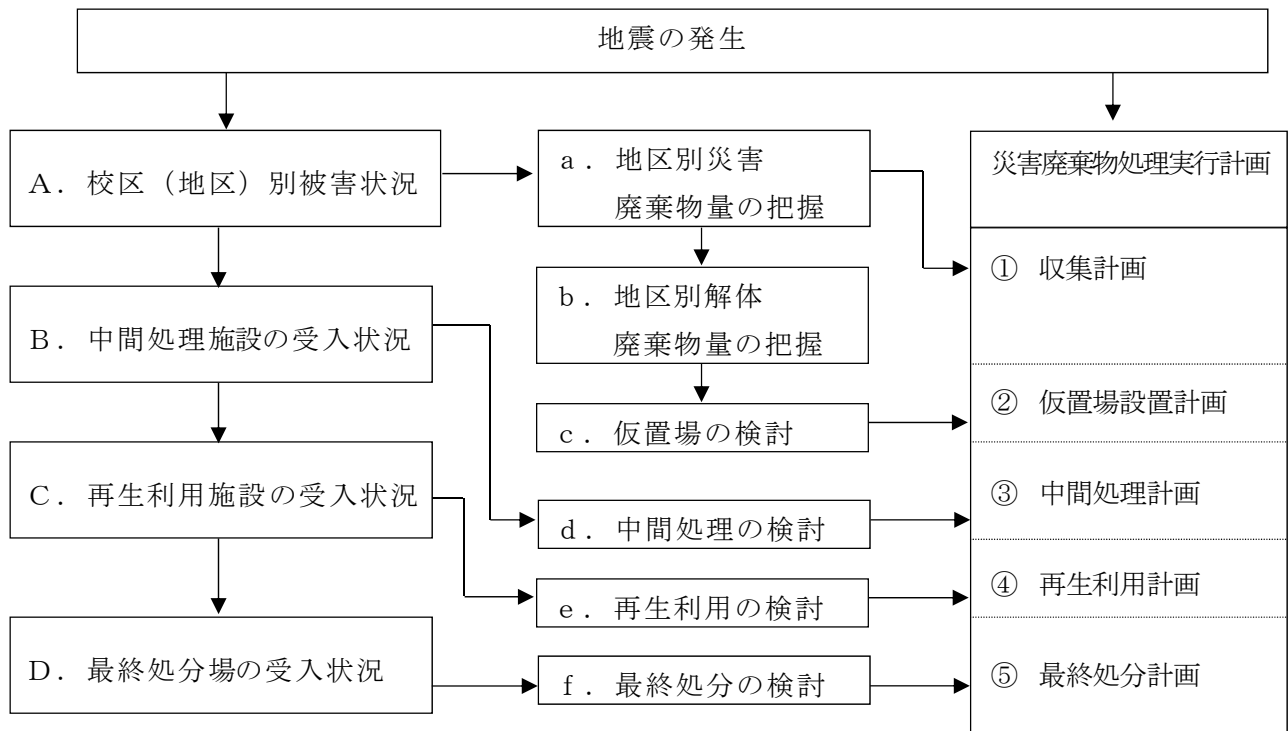 地震の発生
A．校区（地区）別被害状況
a．地区別災害
廃棄物量の把握
災害廃棄物処理実行計画
① 収集計画
b．地区別解体
廃棄物量の把握
B．中間処理施設の受入状況
② 仮置場設置計画
c．仮置場の検討
C．再生利用施設の受入状況
③ 中間処理計画
d．中間処理の検討
④ 再生利用計画
e．再生利用の検討
D．最終処分場の受入状況
⑤ 最終処分計画
f．最終処分の検討